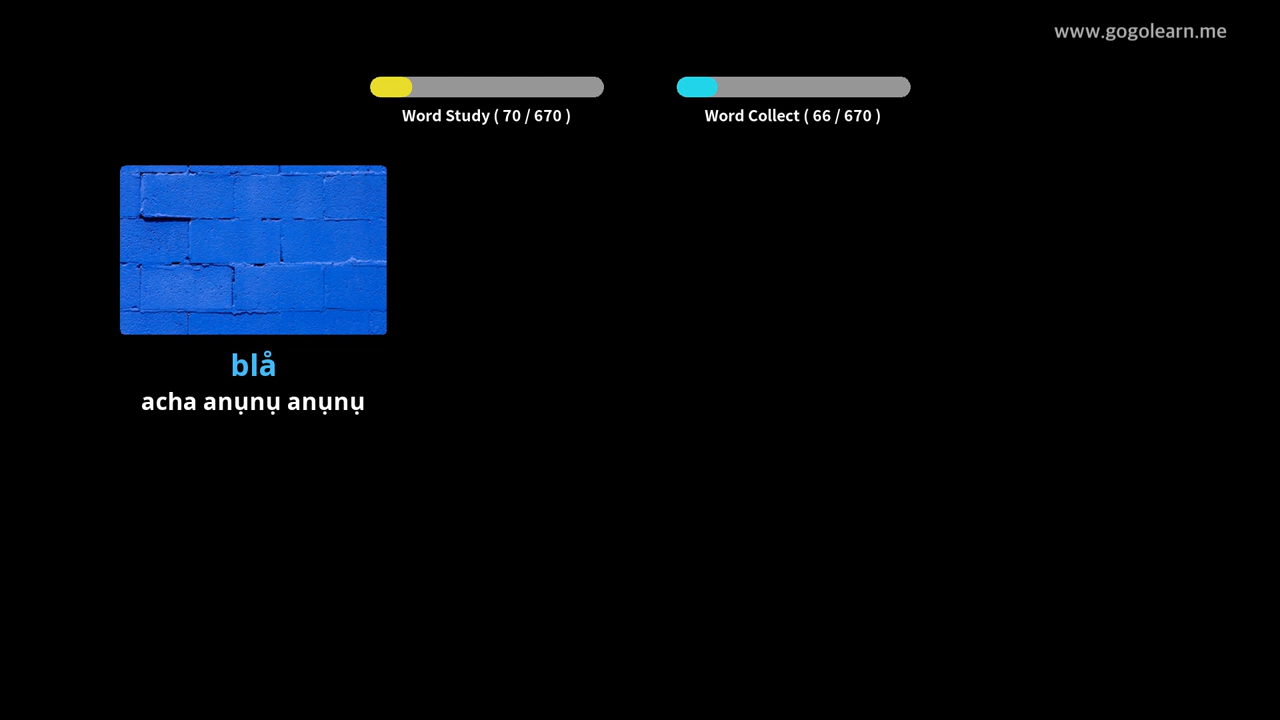 www.gogolearn.me
Word Study ( 70 / 670 )
Word Collect ( 66 / 670 )
blå
acha anụnụ anụnụ